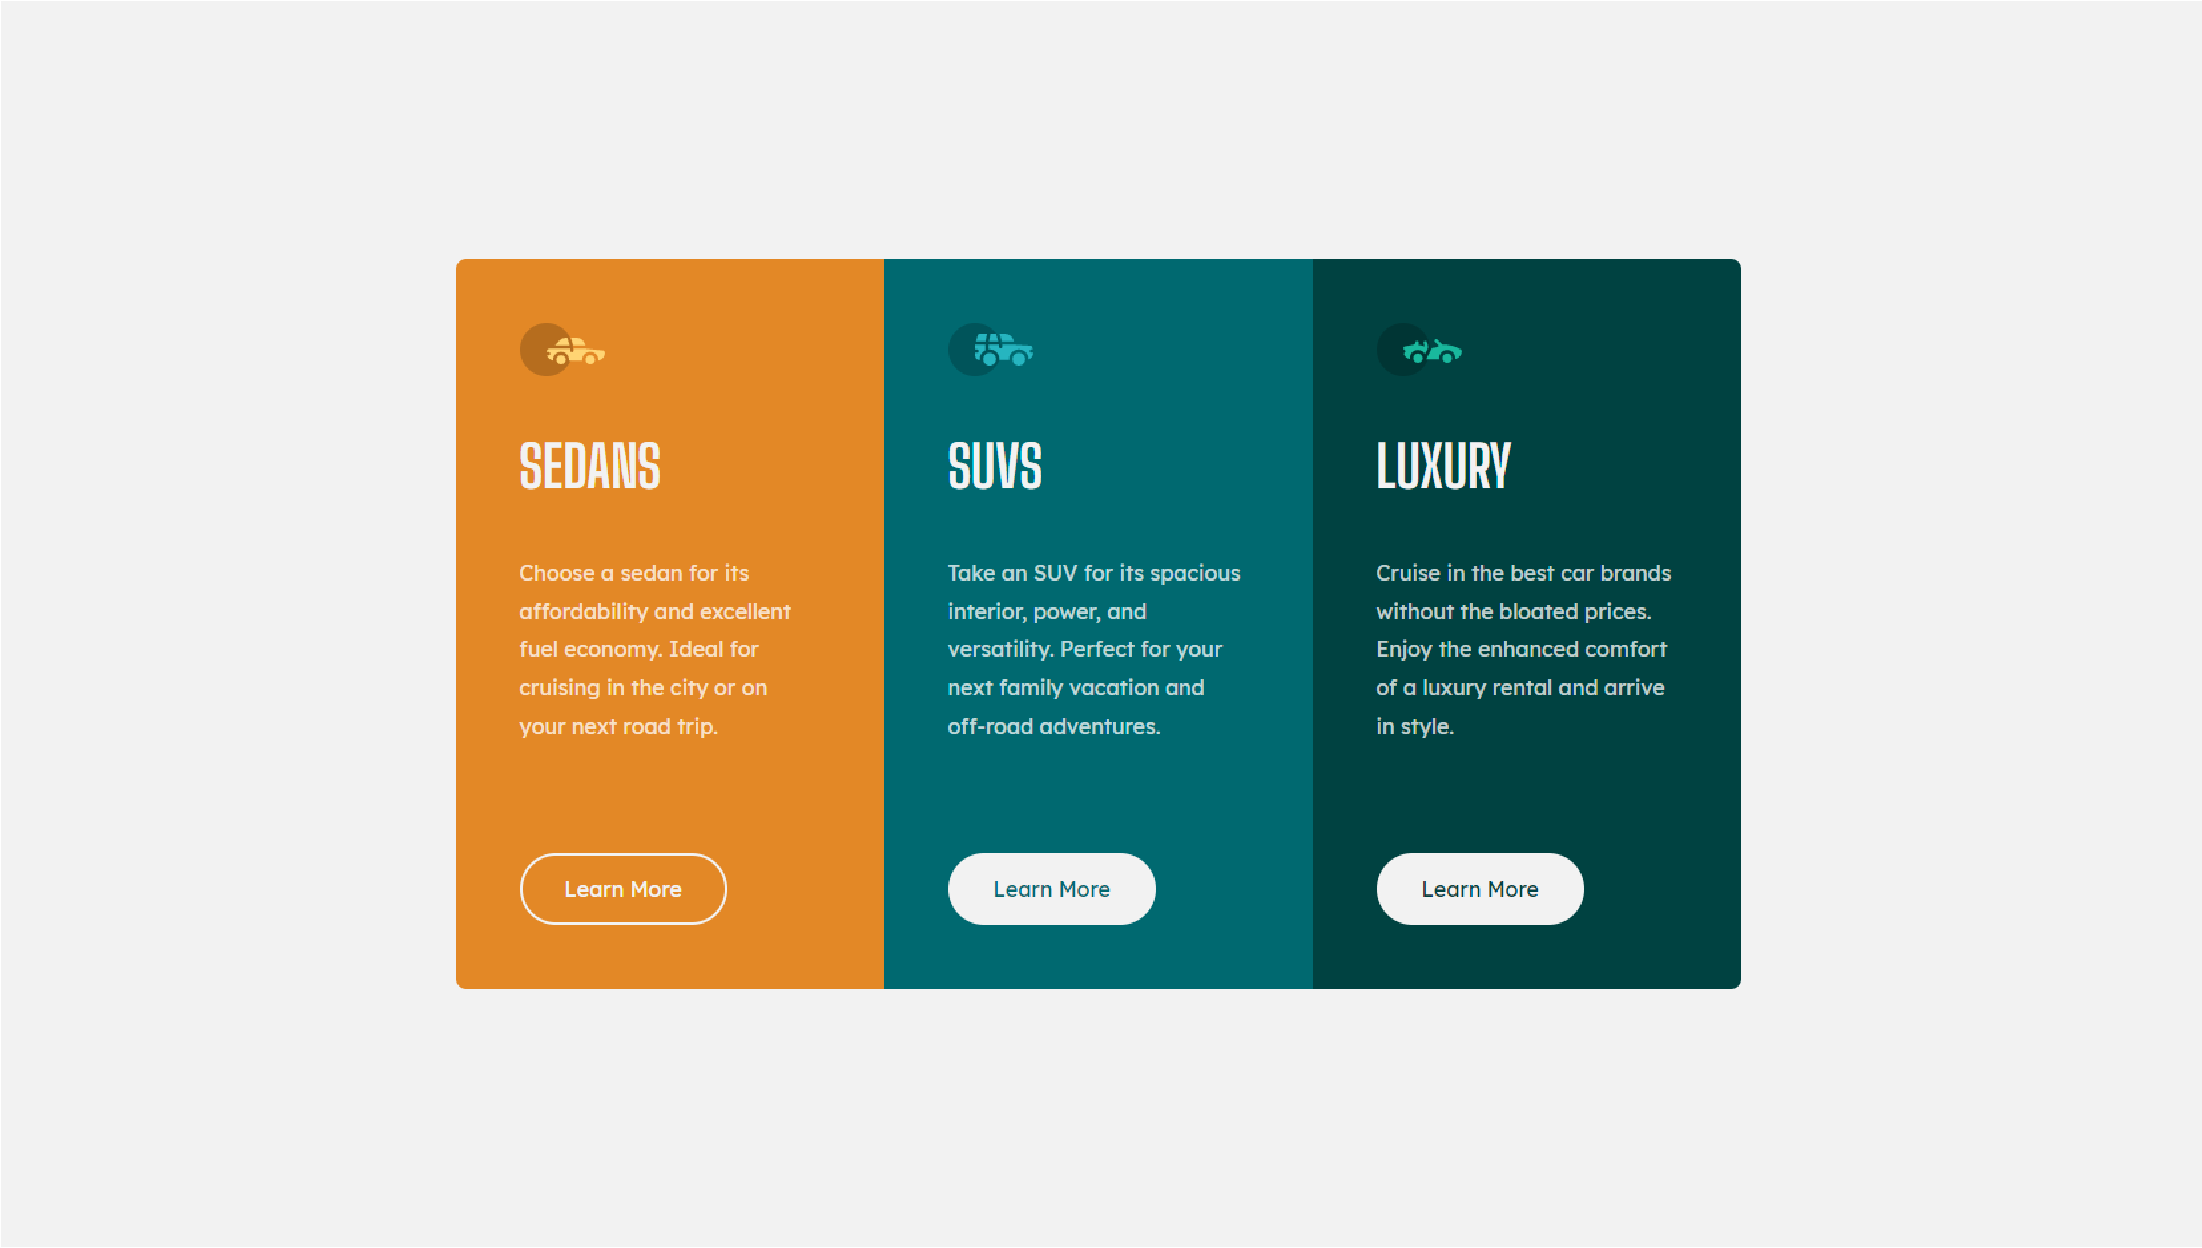 SEDANS
Choose a sedan for its
affordability and excellent
fuel economy. Ideal for
cruising in the city or on
your next road trip.
Learn More
SUVS
Take an SUV for its spacious
interior, power, and
versatility. Perfect for your
next family vacation and
off-road adventures.
Learn More
LUXURY
Cruise in the best car brands
without the bloated prices.
Enjoy the enhanced comfort
of a luxury rental and arrive
in style.
Learn More